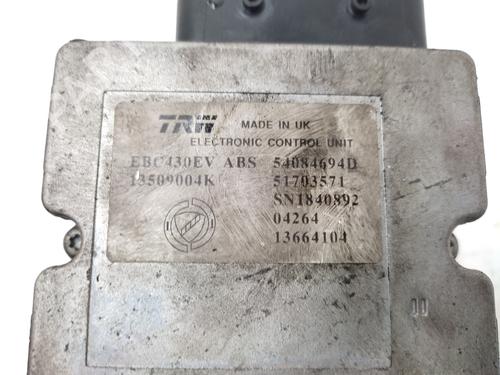 TRW MADE IN UK
ELECTRONIC CONTROL UNIT
EBC430EV ABS 54084694D
13509004K 51703571
SN1840892
04264
13664104